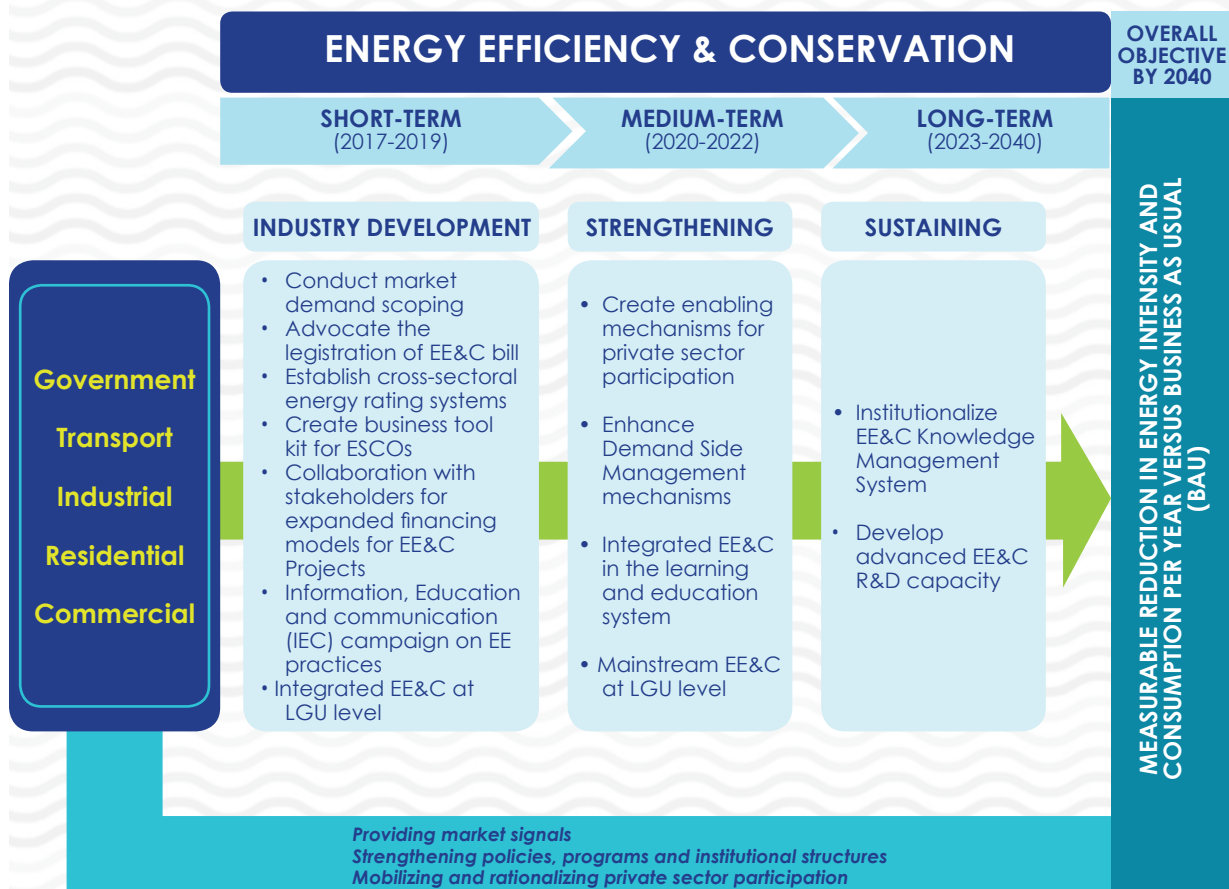 ENERGY EFFICIENCY & CONSERVATION
OVERALL
OBJECTIVE
BY 2040
SHORT-TERM
(2017-2019)
MEDIUM-TERM
(2020-2022)
LONG-TERM
(2023-2040)
INDUSTRY DEVELOPMENT
STRENGTHENING
SUSTAINING
Government
Transport
Industrial
Residential
Commercial
• Conduct market
demand scoping
• Advocate the
legistration of EE&C bill
• Establish cross-sectoral
energy rating systems
• Create business tool
kit for ESCOs
• Collaboration with
stakeholders for
expanded financing
models for EE&C
Projects
• Information, Education
and communication
(IEC) campaign on EE
practices
• Integrated EE&C at
LGU level
• Create enabling
mechanisms for
private sector
participation
• Enhance
Demand Side
Management
mechanisms
• Integrated EE&C
in the learning
and education
system
• Mainstream EE&C
at LGU level
• Institutionalize
EE&C Knowledge
Management
System
• Develop
advanced EE&C
R&D capacity
MEASURABLE REDUCTION IN ENERGY INTENSITY AND
CONSUMPTION PER YEAR VERSUS BUSINESS AS USUAL
(BAU)
Providing market signals
Strengthening policies, programs and institutional structures
Mobilizing and rationalizing private sector participation